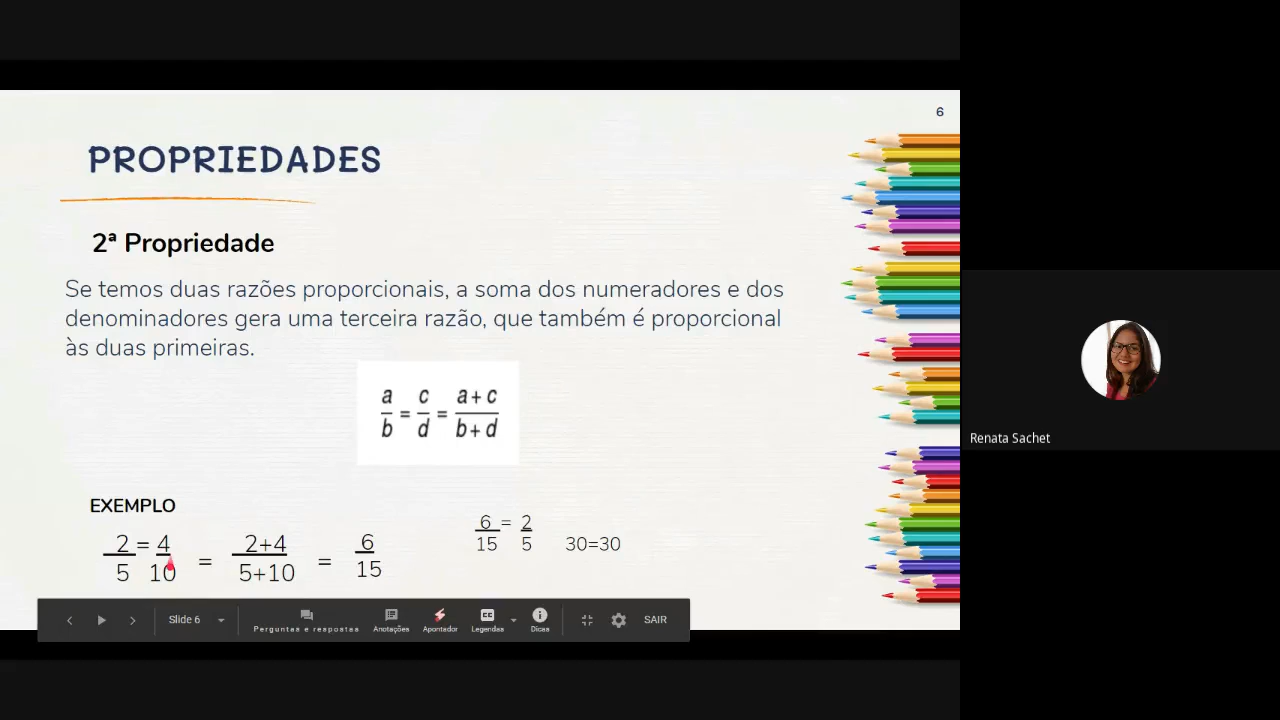 6
PROPRIEDADES
2ª Propriedade
Se temos duas razões proporcionais, a soma dos numeradores e dos
denominadores gera uma terceira razão, que também é proporcional
às duas primeiras.
a/b = c/d = a+c/b+d
EXEMPLO
2/5 = 4/10 = 2+4/5+10 = 6/15
6/15 = 2/5 30=30
Slide 6
Perguntas e respostas
Anotações
Apontador
CC
Legendas
Dicas
SAIR
Renata Sachet